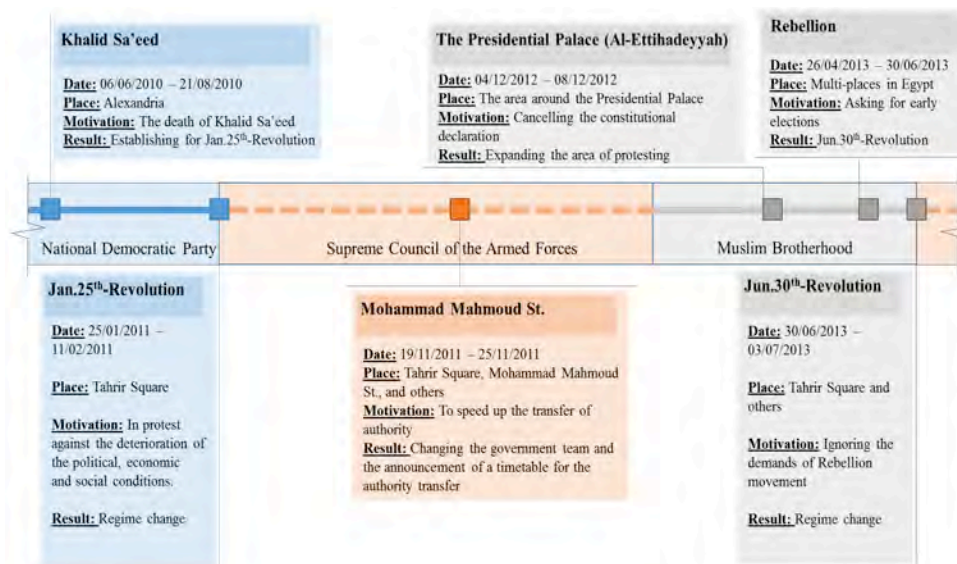 Khalid Sa'eed
Date: 06/06/2010 – 21/08/2010
Place: Alexandria
Motivation: The death of Khalid Sa'eed
Result: Establishing for Jan.25th-Revolution
The Presidential Palace (Al-Ettihadeyyah)
Date: 04/12/2012 – 08/12/2012
Place: The area around the Presidential Palace
Motivation: Cancelling the constitutional
declaration
Result: Expanding the area of protesting
Rebellion
Date: 26/04/2013 – 30/06/2013
Place: Multi-places in Egypt
Motivation: Asking for early
elections
Result: Jun.30th-Revolution
National Democratic Party
Supreme Council of the Armed Forces
Muslim Brotherhood
Jan.25th-Revolution
Date: 25/01/2011 –
11/02/2011
Place: Tahrir Square
Motivation: In protest
against the deterioration of
the political, economic
and social conditions.
Result: Regime change
Mohammad Mahmoud St.
Date: 19/11/2011 – 25/11/2011
Place: Tahrir Square, Mohammad Mahmoud
St., and others
Motivation: To speed up the transfer of
authority
Result: Changing the government team and
the announcement of a timetable for the
authority transfer
Jun.30th-Revolution
Date: 30/06/2013 –
03/07/2013
Place: Tahrir Square and
others
Motivation: Ignoring the
demands of Rebellion
movement
Result: Regime change